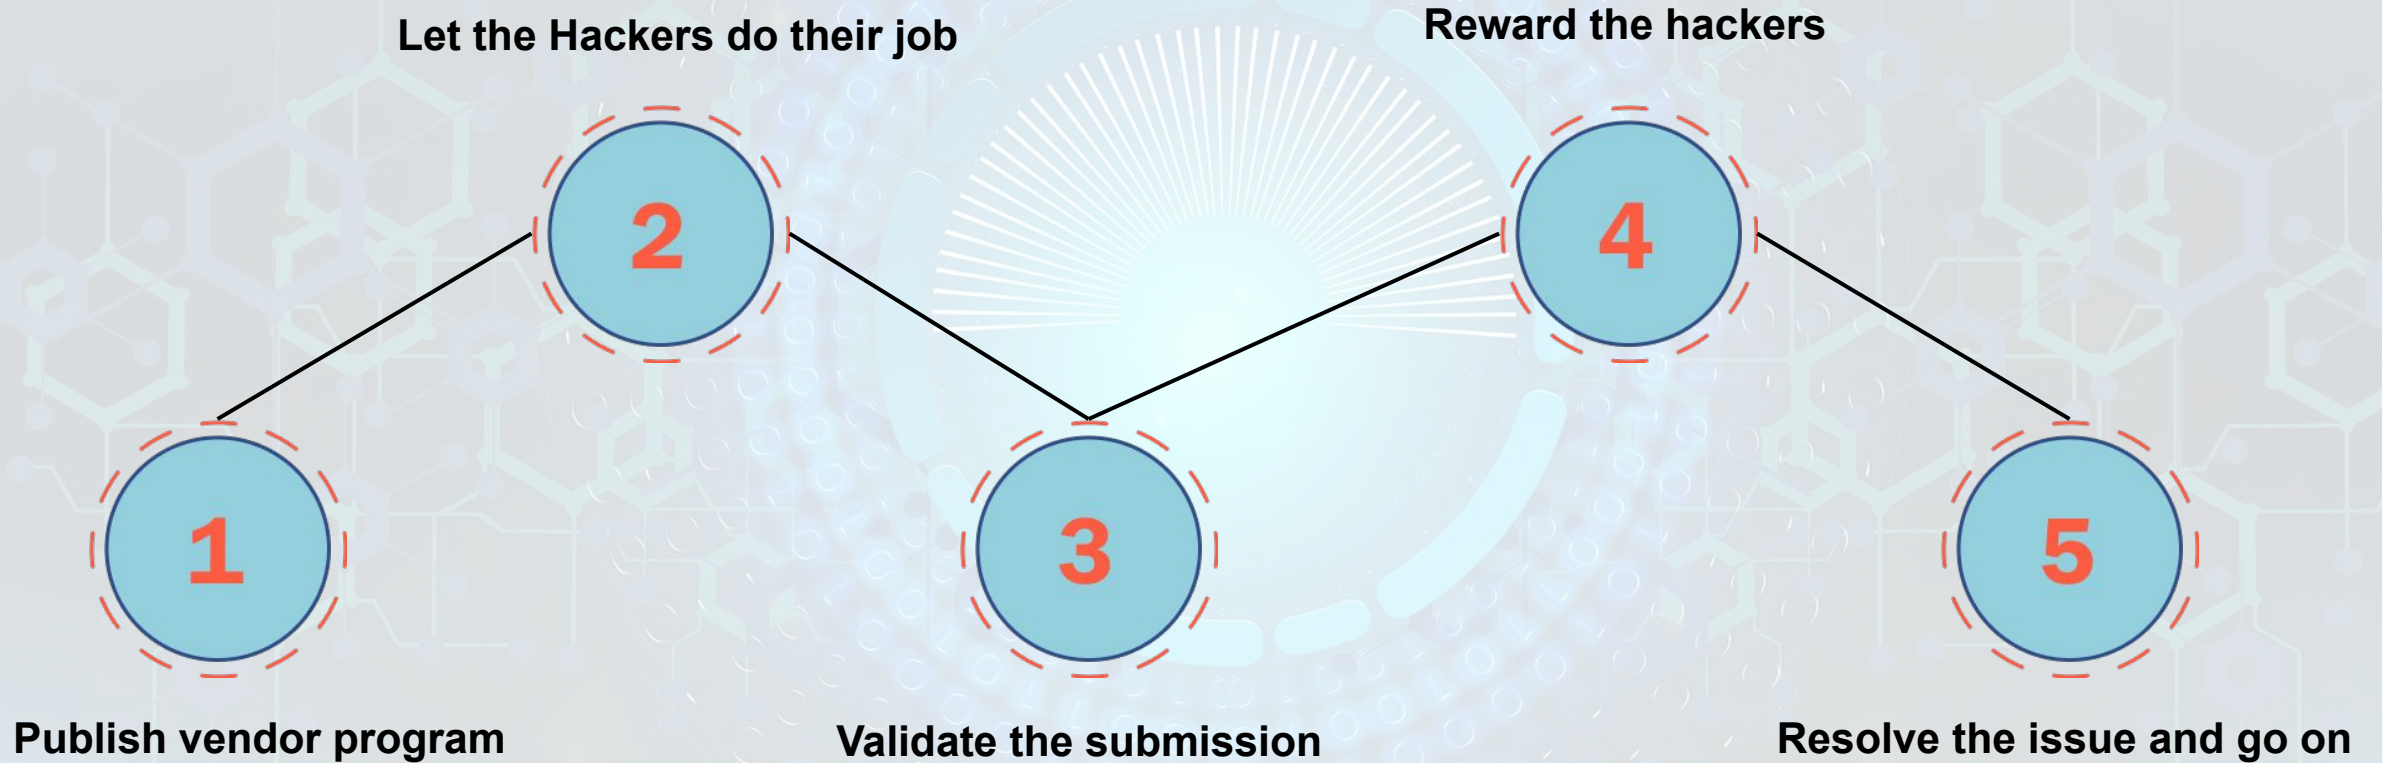 Let the Hackers do their job
Reward the hackers
2
4
1
3
5
Publish vendor program
Validate the submission
Resolve the issue and go on